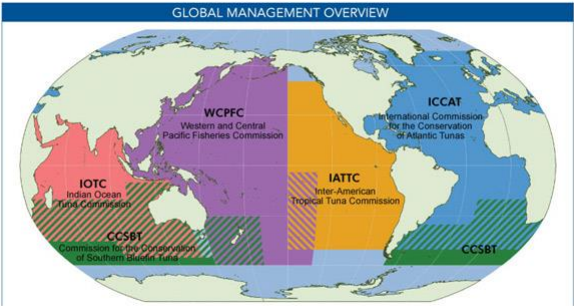 GLOBAL MANAGEMENT OVERVIEW
WCPFC
Western and Central
Pacific Fisheries Commission
ICCAT
International Commission
for the Conservation
of Atlantic Tunas
IOTC
Indian Ocean
Tuna Commission
IATTC
Inter-American
Tropical Tuna Commission
CCSBT
Commission for the Conservation
of Southern Bluefin Tuna
CCSBT